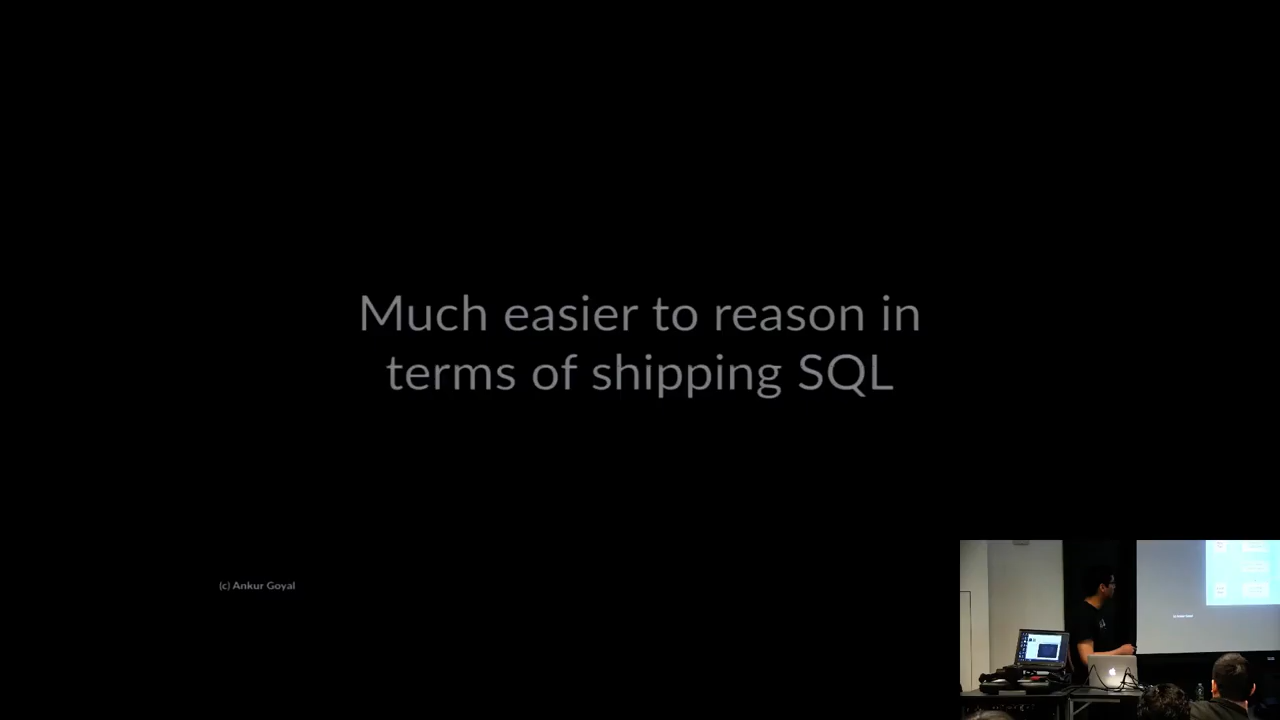 Much easier to reason in
terms of shipping SQL
(c) Ankur Goyal